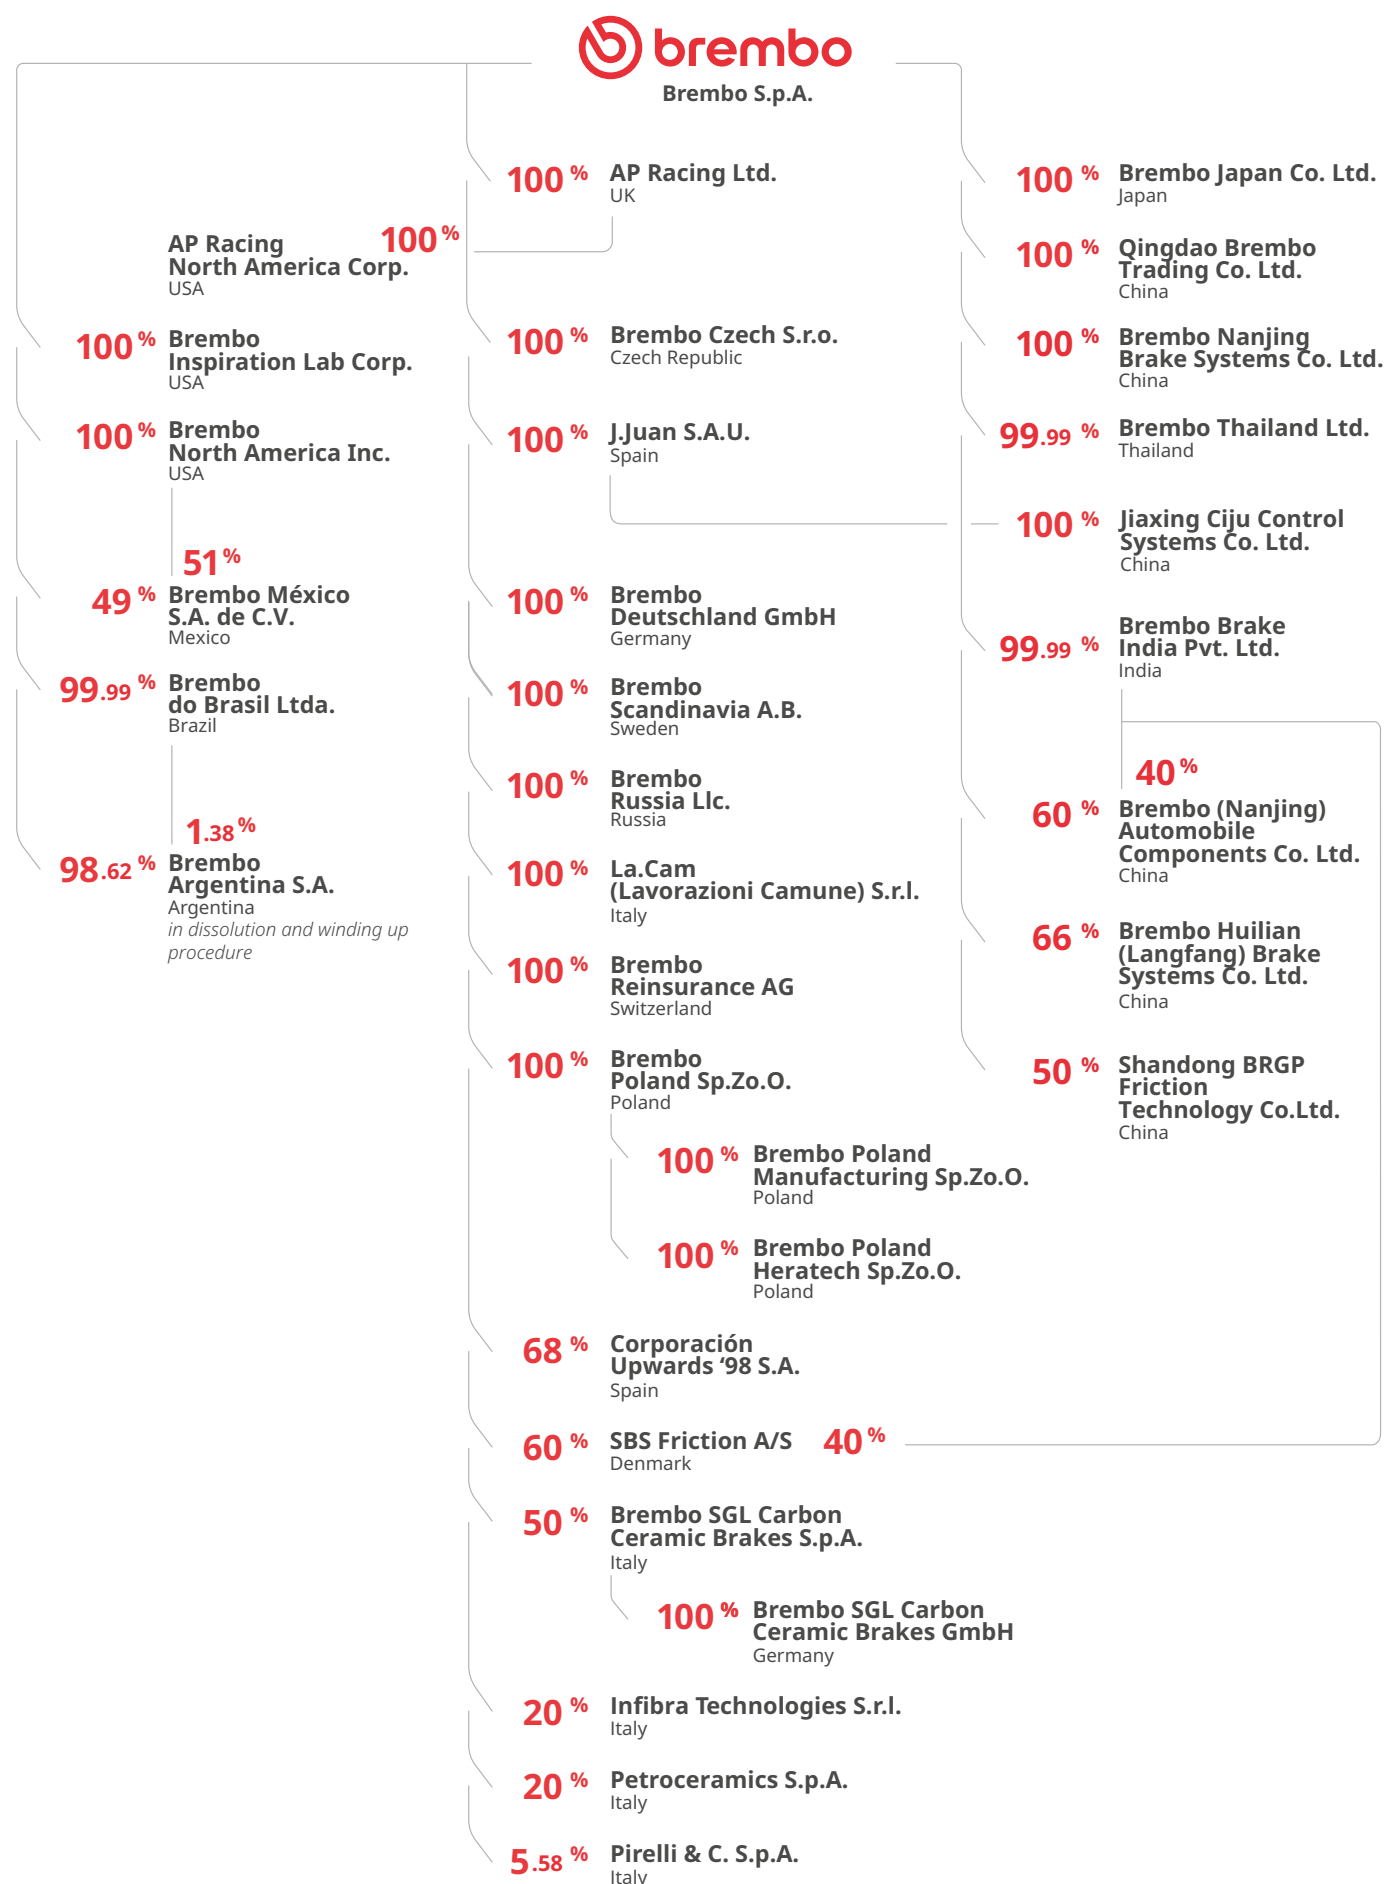 brembo
Brembo S.p.A.
AP Racing
North America Corp.
USA
100%
100% Brembo
Inspiration Lab Corp.
USA
100% Brembo
North America Inc.
USA
51%
49% Brembo México
S.A. de C.V.
Mexico
99.99% Brembo
do Brasil Ltda.
Brazil
1.38%
98.62% Brembo
Argentina S.A.
Argentina
in dissolution and winding up
procedure
100% AP Racing Ltd.
UK
100% Brembo Czech S.r.o.
Czech Republic
100% J.Juan S.A.U.
Spain
100% Brembo
Deutschland GmbH
Germany
100% Brembo
Scandinavia A.B.
Sweden
100% Brembo
Russia Llc.
Russia
100% La.Cam
(Lavorazioni Camune) S.r.l.
Italy
100% Brembo
Reinsurance AG
Switzerland
100% Brembo
Poland Sp.Zo.O.
Poland
100% Brembo Poland
Manufacturing Sp.Zo.O.
Poland
100% Brembo Poland
Heratech Sp.Zo.O.
Poland
68% Corporación
Upwards ‘98 S.A.
Spain
60% SBS Friction A/S 40%
Denmark
50% Brembo SGL Carbon
Ceramic Brakes S.p.A.
Italy
100% Brembo SGL Carbon
Ceramic Brakes GmbH
Germany
20% Infibra Technologies S.r.l.
Italy
20% Petroceramics S.p.A.
Italy
5.58% Pirelli & C. S.p.A.
Italy
100% Brembo Japan Co. Ltd.
Japan
100% Qingdao Brembo
Trading Co. Ltd.
China
100% Brembo Nanjing
Brake Systems Co. Ltd.
China
99.99% Brembo Thailand Ltd.
Thailand
100% Jiaxing Ciju Control
Systems Co. Ltd.
China
99.99% Brembo Brake
India Pvt. Ltd.
India
40%
60% Brembo (Nanjing)
Automobile
Components Co. Ltd.
China
66% Brembo Huilian
(Langfang) Brake
Systems Co. Ltd.
China
50% Shandong BRGP
Friction
Technology Co.Ltd.
China